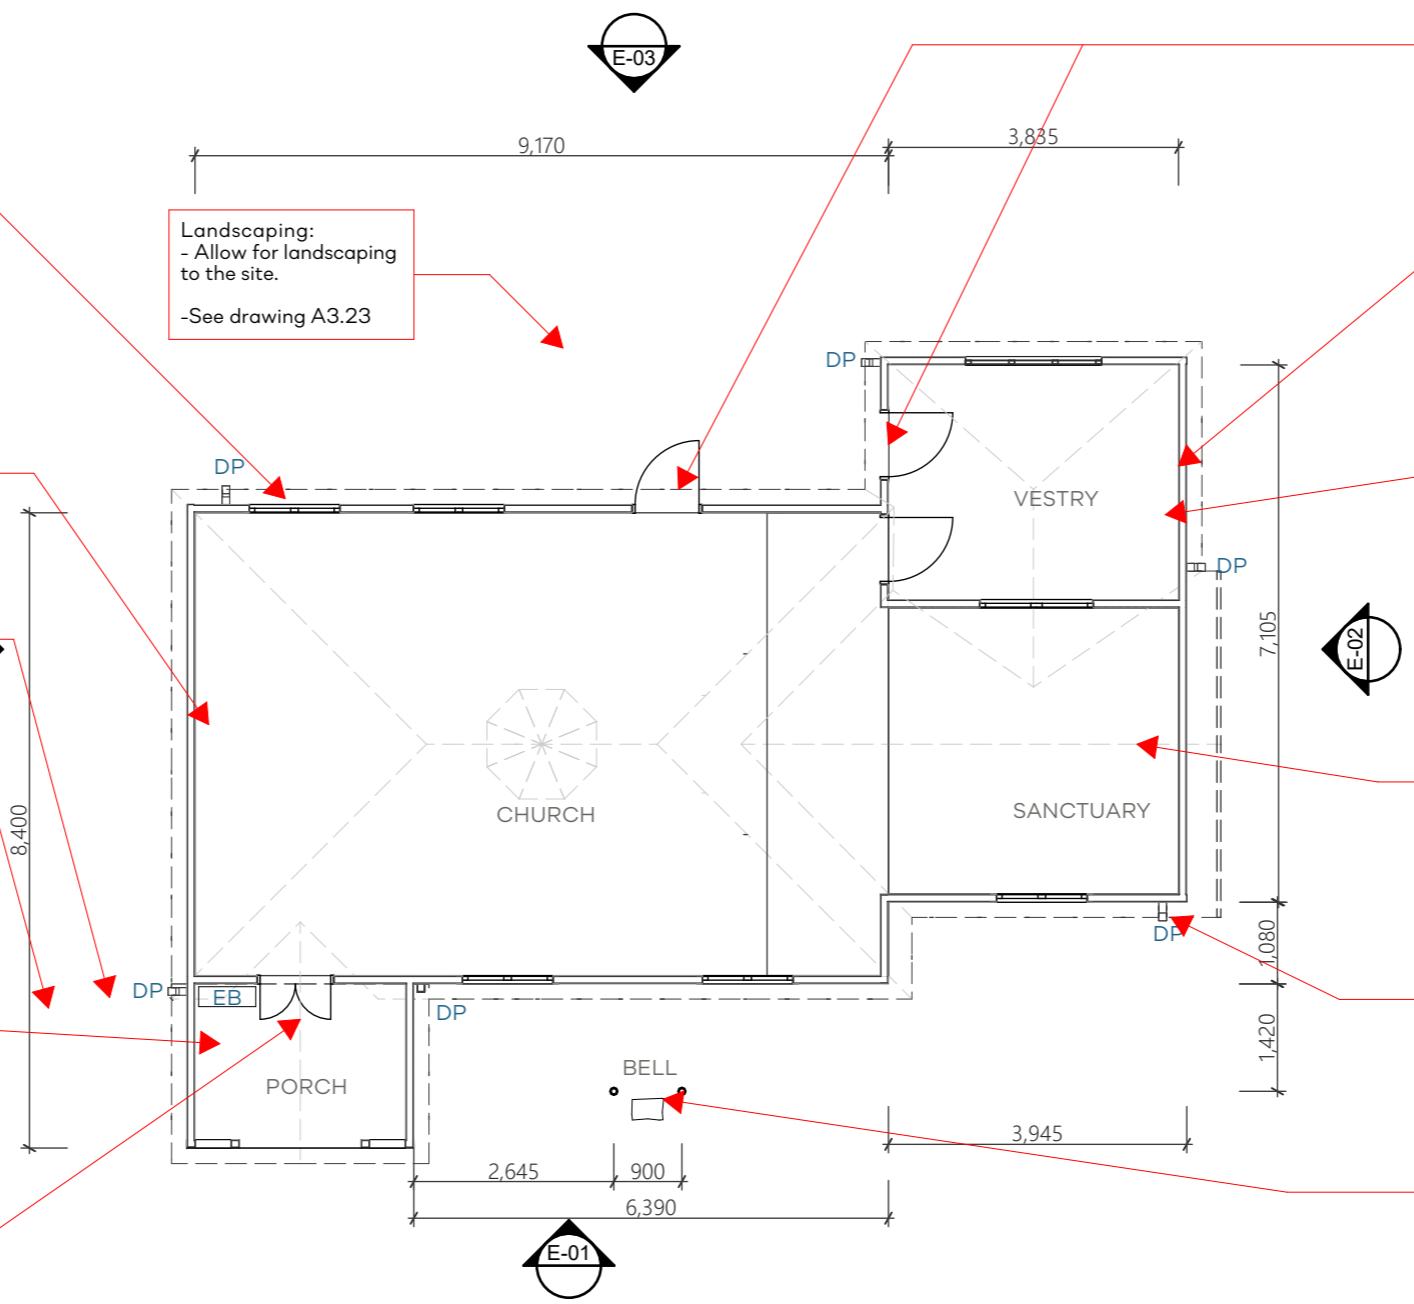 E-03
9,170
3,835
Landscaping:
- Allow for landscaping
to the site.
-See drawing A3.23
DP
DP
VESTRY
DP
7,105
E-02
CHURCH
SANCTUARY
8,400
DP
1,080
DP
EB
DP
1,420
BELL
PORCH
3,945
2,645
900
6,390
E-01